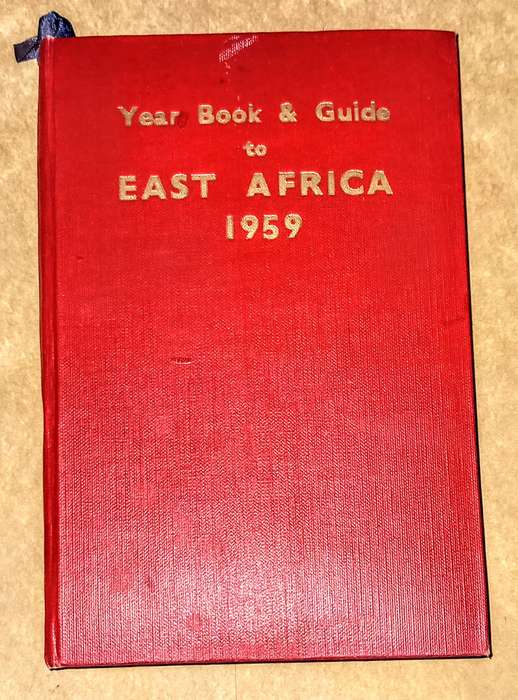 Year Book & Guide
to
EAST AFRICA
1959